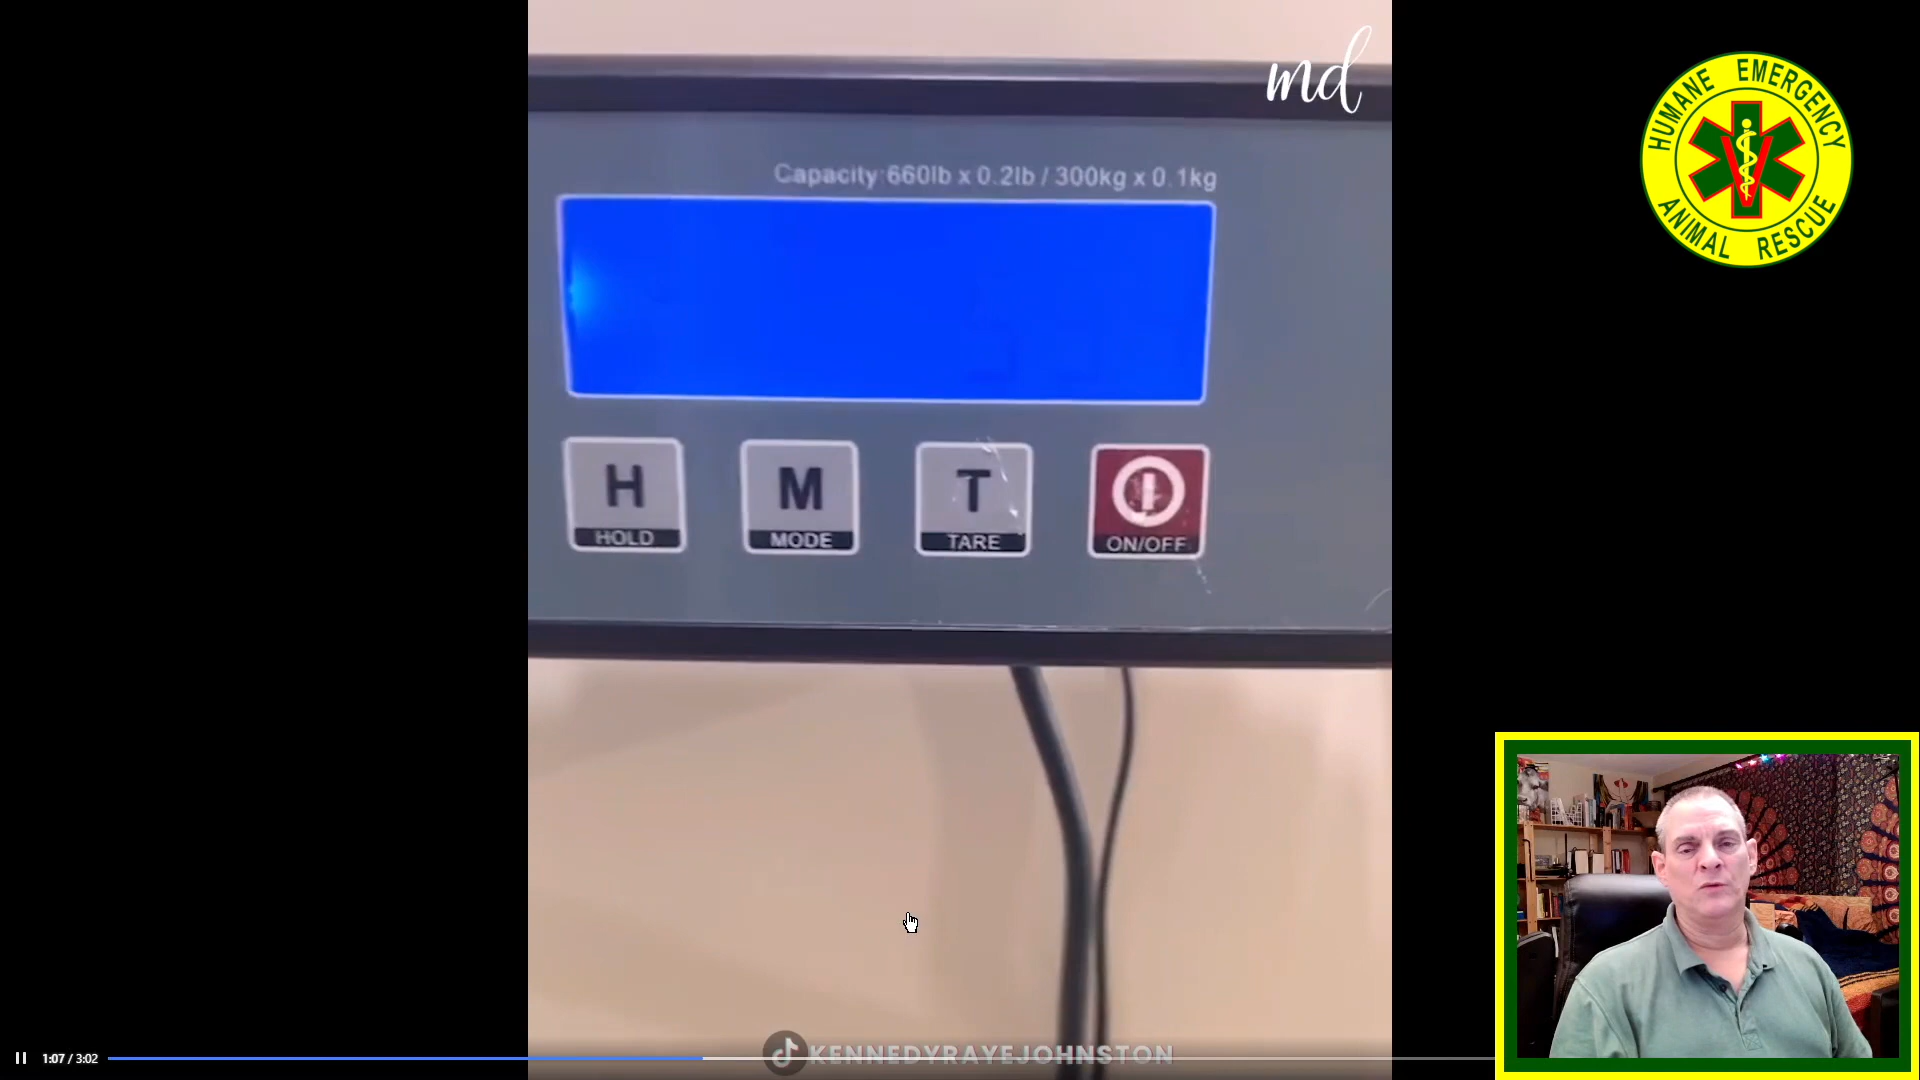 md
HUMANE EMERGENCY
ANIMAL RESCUE
Capacity 660lb x 0.2lb / 300kg x 0.1kg
H
HOLD
M
MODE
T
TARE
ON/OFF
1:07 / 3:02
KENNEDYRAYEJOHNSTON